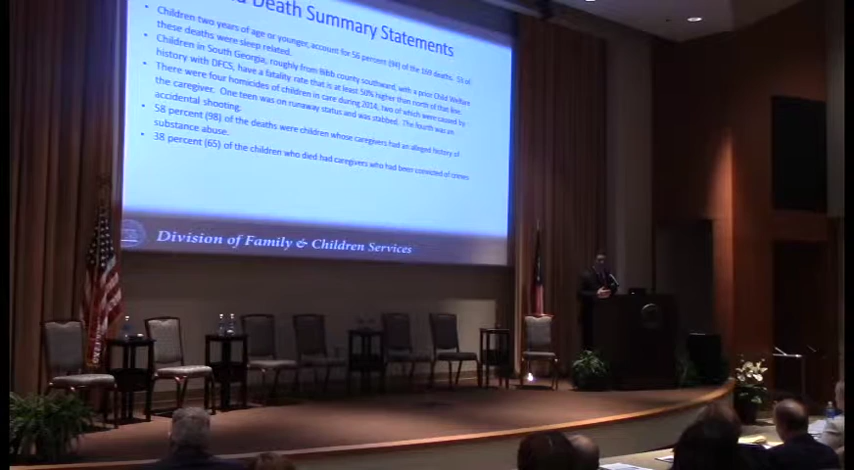 Death Summary Statements
• Children two years of age or younger, account for 56 percent (94) of the 169 deaths. 51 of
these deaths were sleep related.
• Children in South Georgia, roughly from Bibb county southward, with a prior Child Welfare
history with DFCS, have a fatality rate that is at least 50% higher than north of that line.
• There were four homicides of children in care during 2014, two of which were caused by
the caregiver. One teen was on runaway status and was stabbed. The fourth was an
accidental shooting.
• 58 percent (98) of the deaths were children whose caregivers had an alleged history of
substance abuse.
• 38 percent (65) of the children who died had caregivers who had been convicted of crimes
Division of Family & Children Services